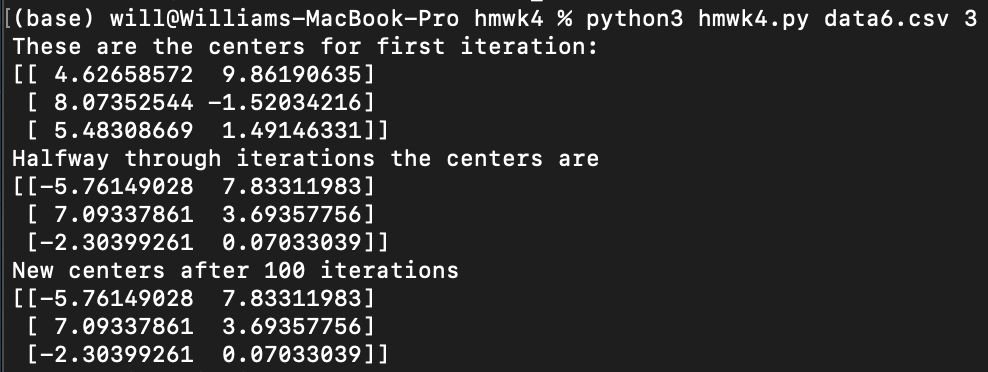 [(base) will@Williams-MacBook-Pro hmwk4 % python3 hmwk4.py data6.csv 3
These are the centers for first iteration:
[[ 4.62658572  9.86190635]
 [ 8.07352544 -1.52034216]
 [ 5.48308669  1.49146331]]
Halfway through iterations the centers are
[[-5.76149028  7.83311983]
 [ 7.09337861  3.69357756]
 [-2.30399261  0.07033039]]
New centers after 100 iterations
[[-5.76149028  7.83311983]
 [ 7.09337861  3.69357756]
 [-2.30399261  0.07033039]]